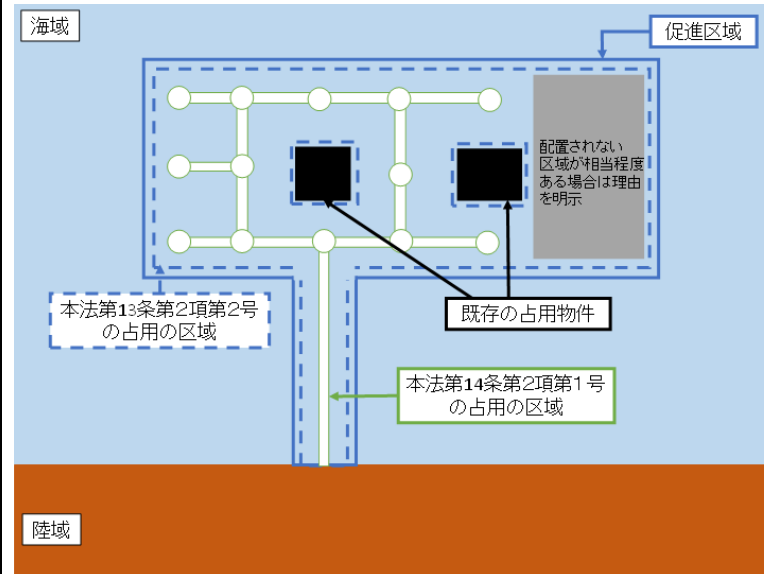 海域
促進区域
配置されない
区域が相当程度
ある場合は理由
を明示
本法第13条第2項第2号
の占用の区域
既存の占用物件
本法第14条第2項第1号
の占用の区域
陸域